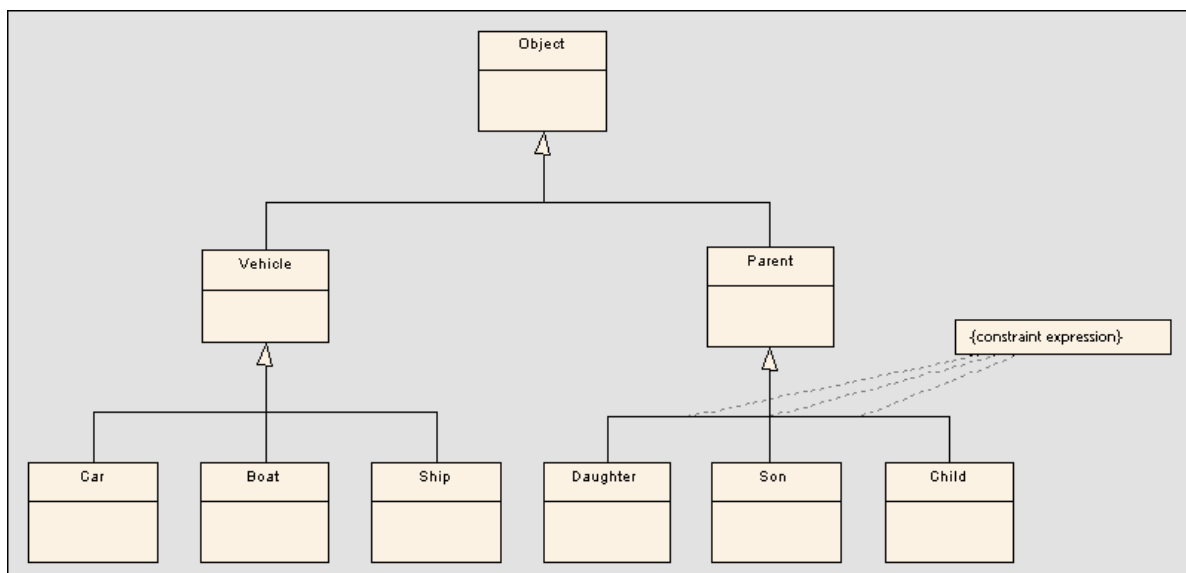 Object
Vehicle
Parent
{constraint expression}
Car
Boat
Ship
Daughter
Son
Child